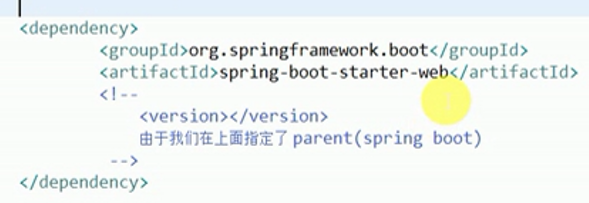 <dependency>
<groupId>org.springframework.boot</groupId>
<artifactId>spring-boot-starter-web</artifactId>
<!--
<version></version>
由于我们在上面指定了 parent(spring boot)
-->
</dependency>